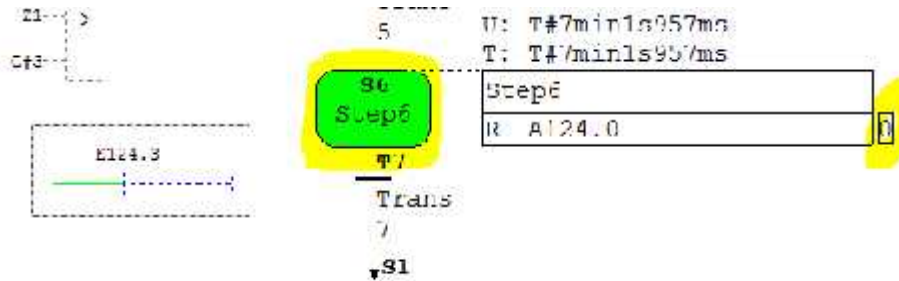 Z1
5
U: T#7min1s957ms
T: T#7min1s957ms
S6
Step6
Step6
R A124.0
0
E124.3
T7
Trans
7
S1